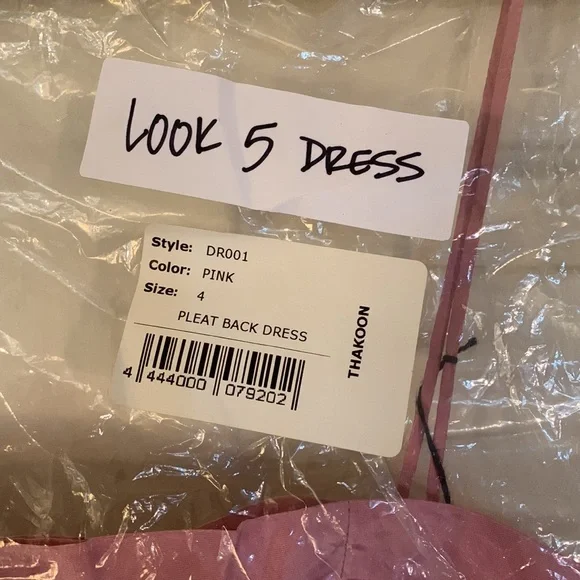 LOOK 5 DRESS
Style: DR001
Color: PINK
Size: 4
PLEAT BACK DRESS
THAKOON
4 444000 079202